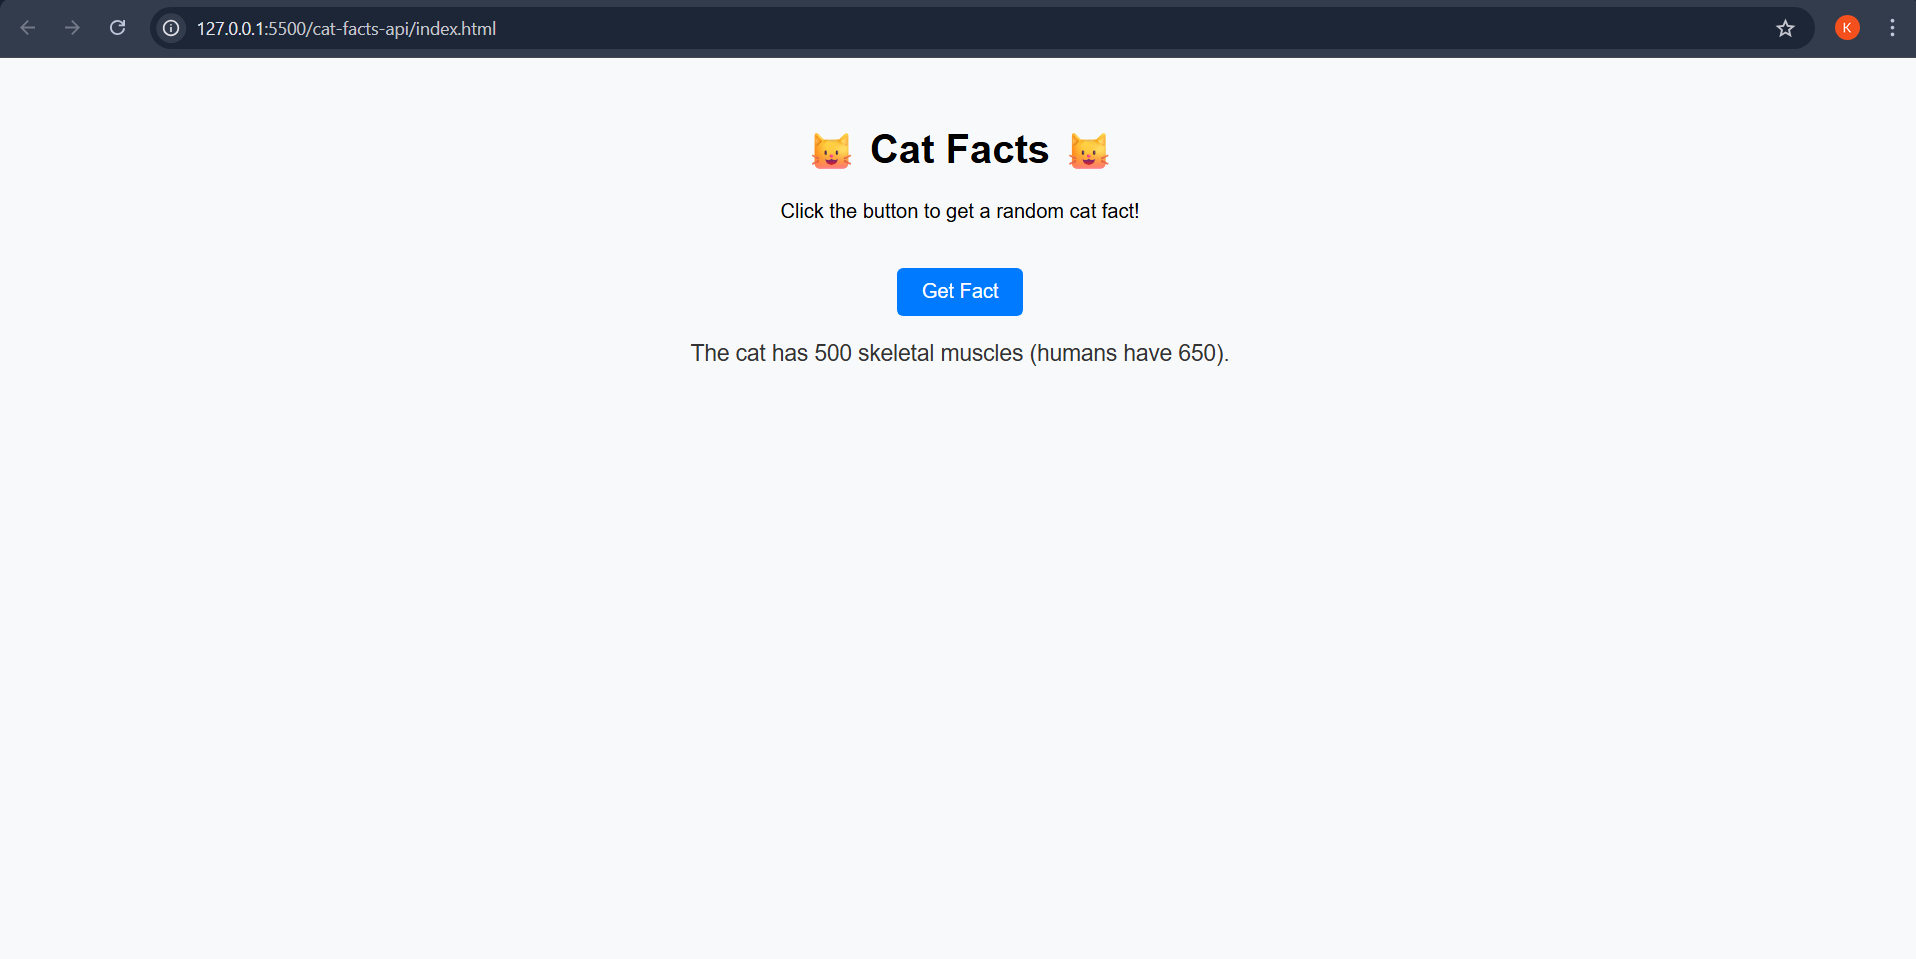 127.0.0.1:5500/cat-facts-api/index.html
K
😺 Cat Facts 😺
Click the button to get a random cat fact!
Get Fact
The cat has 500 skeletal muscles (humans have 650).